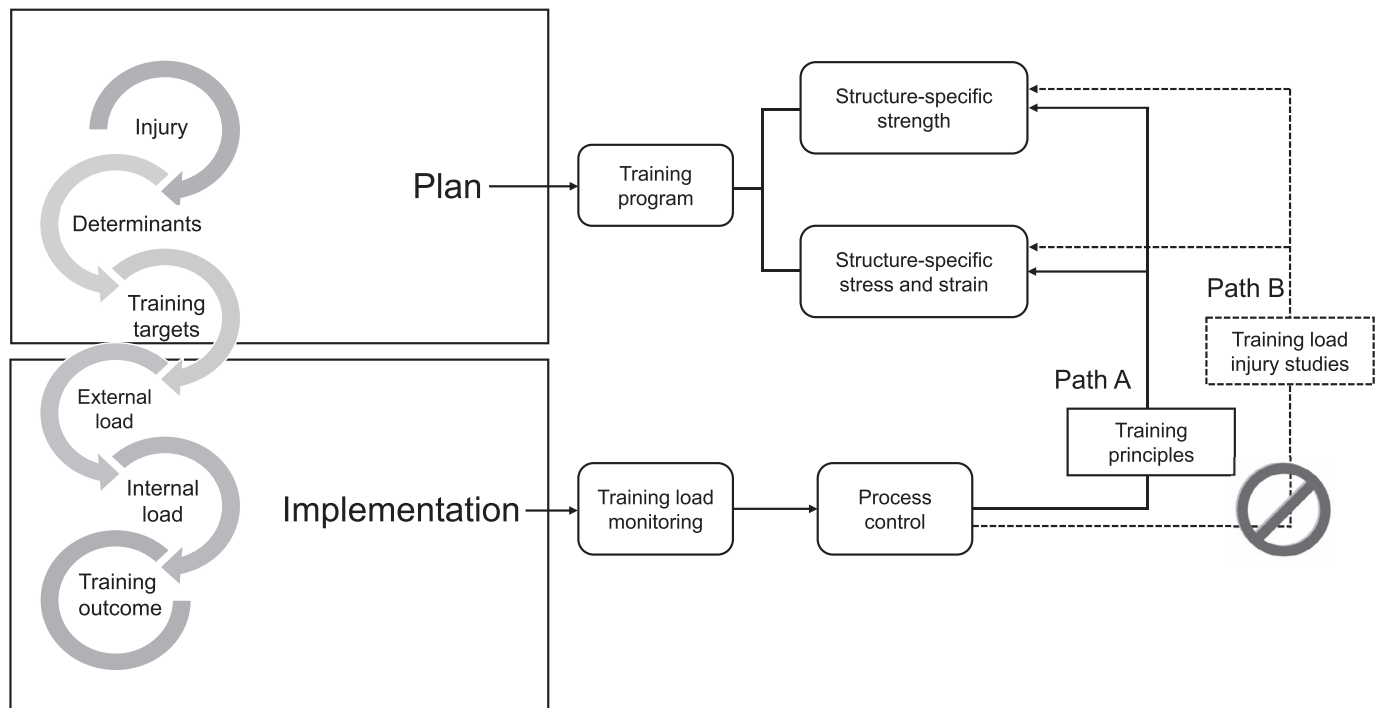 Injury
Determinants
Training
targets
Plan
Training
program
Structure-specific
strength
Structure-specific
stress and strain
Path B
Training load
injury studies
Path A
Training
principles
External
load
Internal
load
Training
outcome
Implementation
Training load
monitoring
Process
control